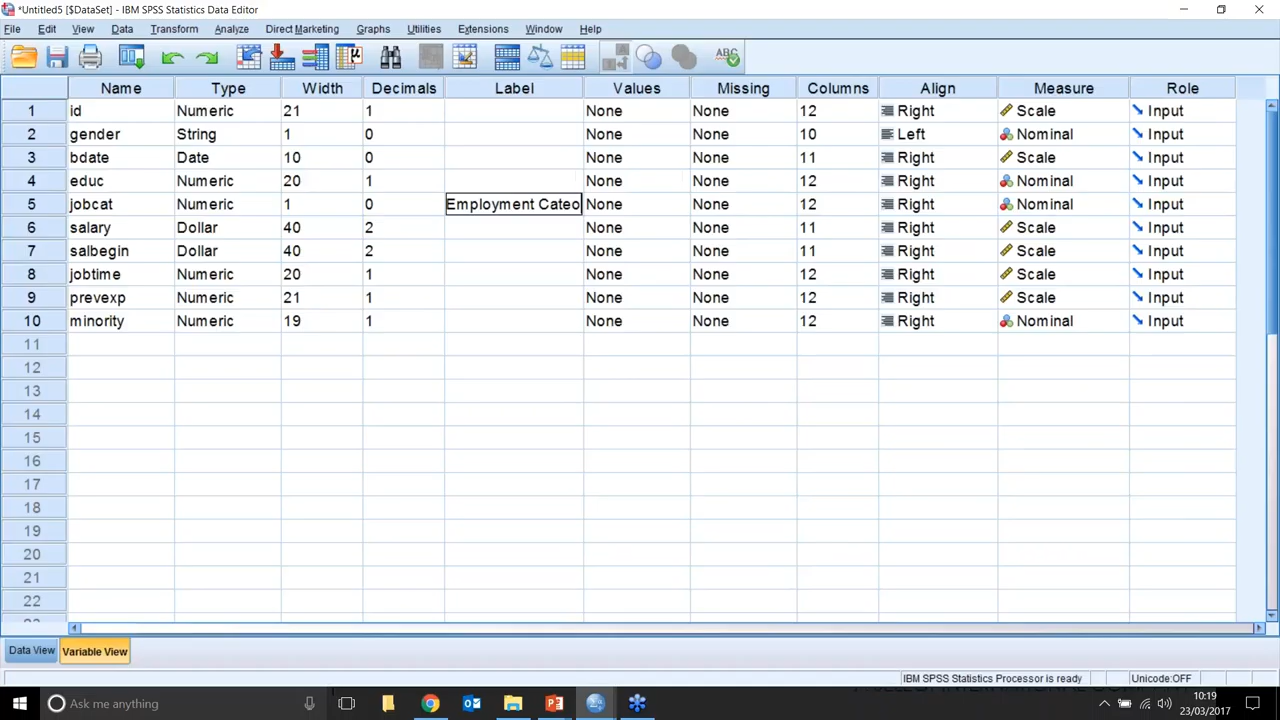 *Untitled5 [$DataSet] - IBM SPSS Statistics Data Editor
File Edit View Data Transform Analyze Direct Marketing Graphs Utilities Extensions Window Help
Name Type Width Decimals Label Values Missing Columns Align Measure Role
1 id Numeric 21 1 None None 12 Right Scale Input
2 gender String 1 0 None None 10 Left Nominal Input
3 bdate Date 10 0 None None 11 Right Scale Input
4 educ Numeric 20 1 None None 12 Right Nominal Input
5 jobcat Numeric 1 0 Employment Cateo None None 12 Right Nominal Input
6 salary Dollar 40 2 None None 11 Right Scale Input
7 salbegin Dollar 40 2 None None 11 Right Scale Input
8 jobtime Numeric 20 1 None None 12 Right Scale Input
9 prevexp Numeric 21 1 None None 12 Right Scale Input
10 minority Numeric 19 1 None None 12 Right Nominal Input
11
12
13
14
15
16
17
18
19
20
21
22
Data View Variable View
IBM SPSS Statistics Processor is ready Unicode:OFF
Ask me anything
10:19
23/03/2017